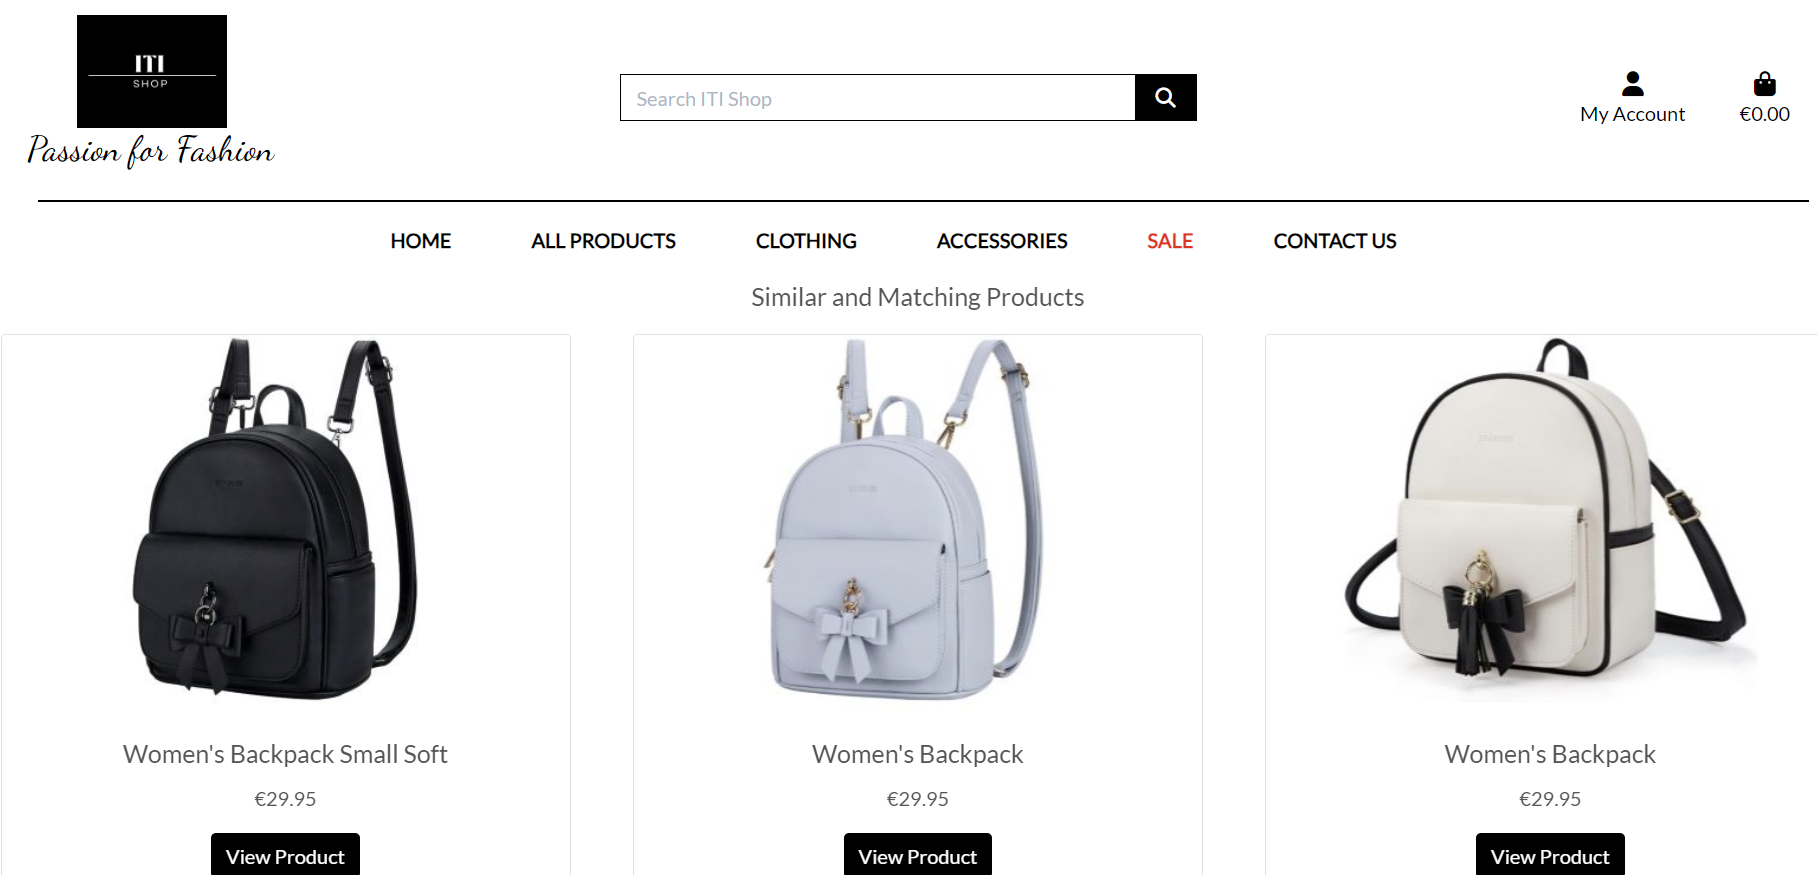 ITI
SHOP
Passion for Fashion
Search ITI Shop
My Account
€0.00
HOME
ALL PRODUCTS
CLOTHING
ACCESSORIES
SALE
CONTACT US
Similar and Matching Products
Women's Backpack Small Soft
€29.95
View Product
Women's Backpack
€29.95
View Product
Women's Backpack
€29.95
View Product